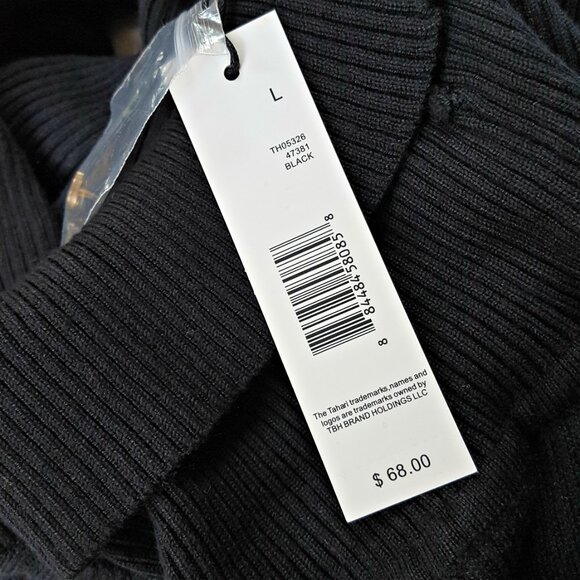 L
TH05326
47381
BLACK
8 84484 58085 8
The Tahari trademarks,names and
logos are trademarks owned by
TBH BRAND HOLDINGS LLC
$ 68.00